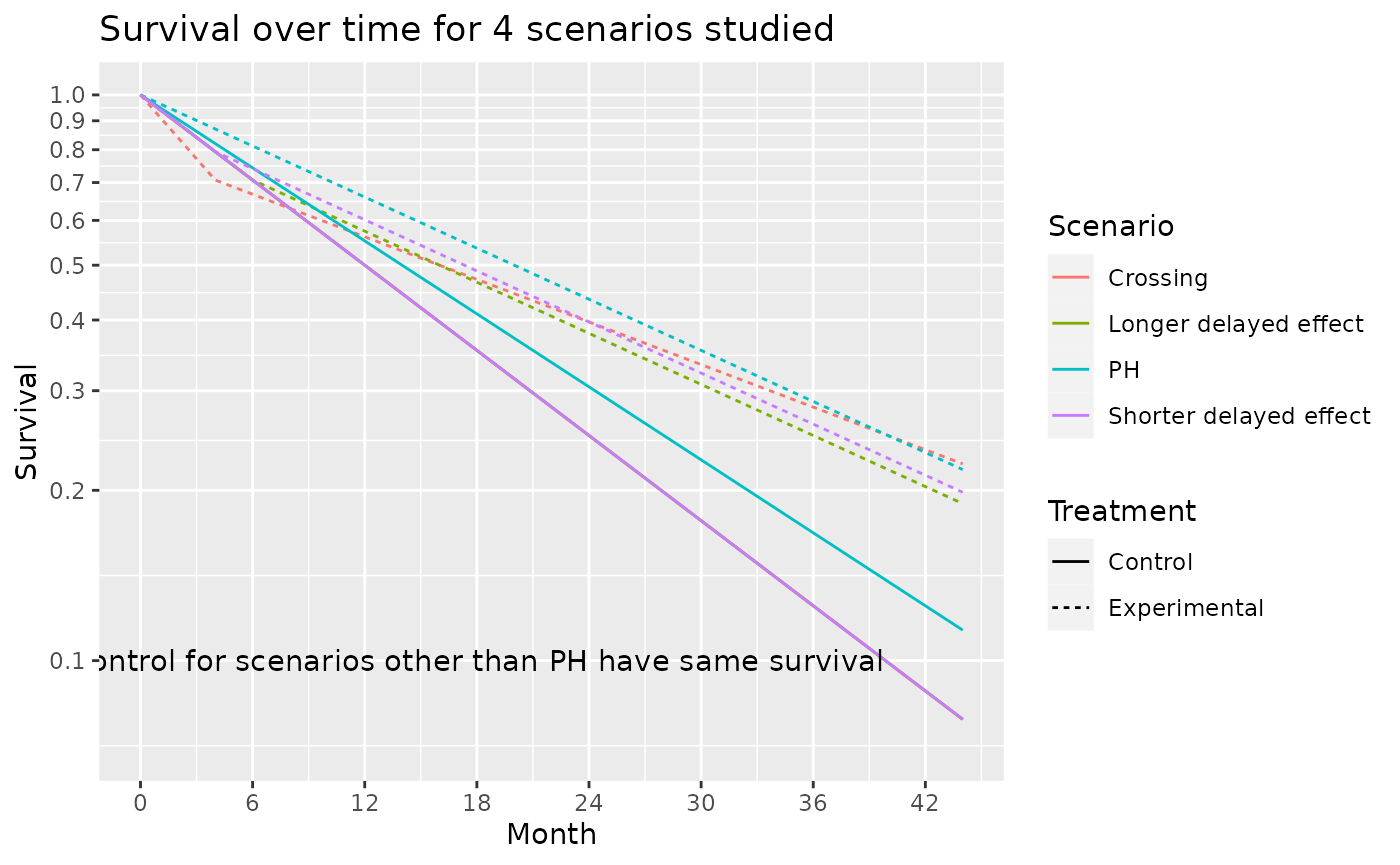 Survival over time for 4 scenarios studied
1.0
0.9
0.8
0.7
0.6
0.5
0.4
0.3
0.2
0.1
Survival
ontrol for scenarios other than PH have same survival
0 6 12 18 24 30 36 42
Month
Scenario
Crossing
Longer delayed effect
PH
Shorter delayed effect
Treatment
Control
Experimental